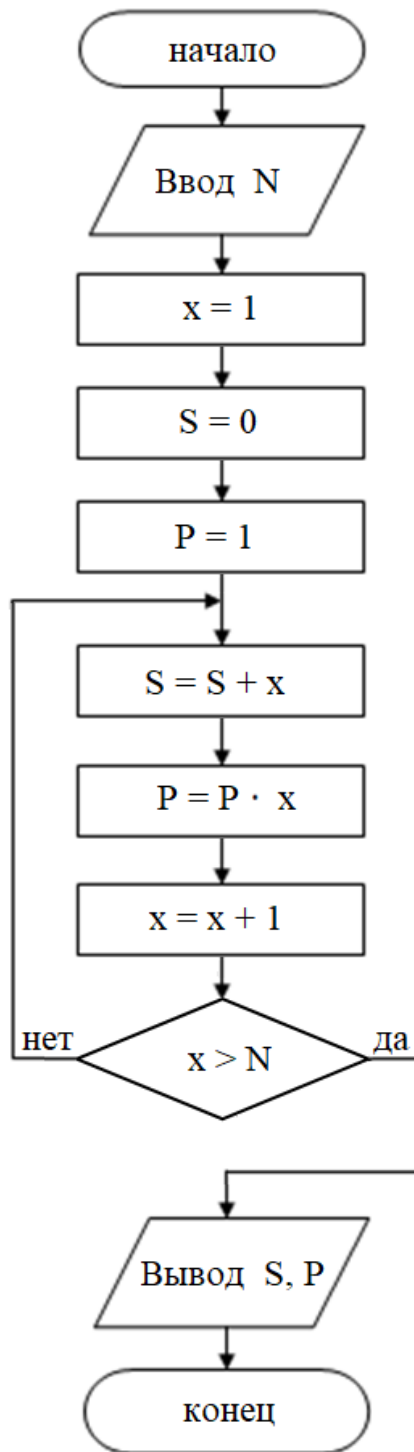 начало
Ввод N
x = 1
S = 0
P = 1
S = S + x
P = P · x
x = x + 1
нет
да
x > N
Вывод S, P
конец